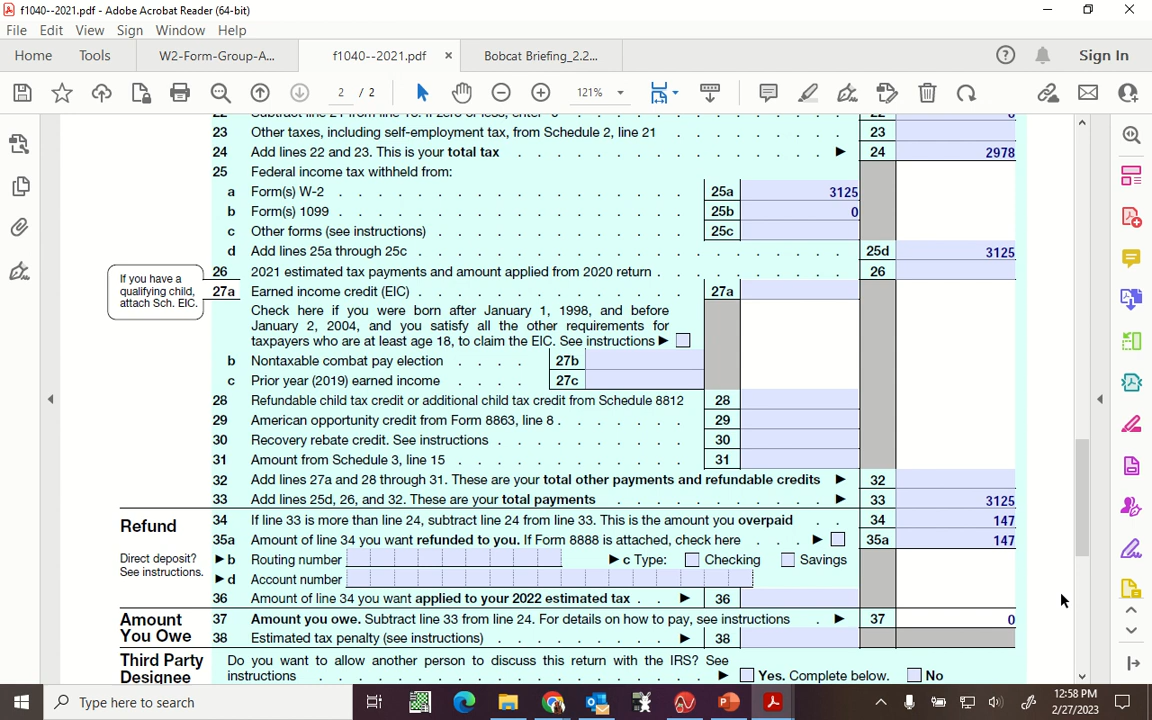 f1040--2021.pdf - Adobe Acrobat Reader (64-bit)
File Edit View Sign Window Help
Home Tools W2-Form-Group-A... f1040--2021.pdf × Bobcat Briefing_2.2... Sign In
2 / 2 121%
22 Subtract line 21 from line 18. If zero or less, enter -0- 22 0
23 Other taxes, including self-employment tax, from Schedule 2, line 21 23
24 Add lines 22 and 23. This is your total tax ▶ 24 2978
25 Federal income tax withheld from:
a Form(s) W-2 25a 3125
b Form(s) 1099 25b 0
c Other forms (see instructions) 25c
d Add lines 25a through 25c 25d 3125
If you have a qualifying child, attach Sch. EIC.
26 2021 estimated tax payments and amount applied from 2020 return 26
27a Earned income credit (EIC) 27a
Check here if you were born after January 1, 1998, and before
January 2, 2004, and you satisfy all the other requirements for
taxpayers who are at least age 18, to claim the EIC. See instructions ▶
b Nontaxable combat pay election 27b
c Prior year (2019) earned income 27c
28 Refundable child tax credit or additional child tax credit from Schedule 8812 28
29 American opportunity credit from Form 8863, line 8 29
30 Recovery rebate credit. See instructions 30
31 Amount from Schedule 3, line 15 31
32 Add lines 27a and 28 through 31. These are your total other payments and refundable credits ▶ 32
33 Add lines 25d, 26, and 32. These are your total payments ▶ 33 3125
Refund 34 If line 33 is more than line 24, subtract line 24 from line 33. This is the amount you overpaid 34 147
35a Amount of line 34 you want refunded to you. If Form 8888 is attached, check here ▶ 35a 147
Direct deposit? See instructions.
▶ b Routing number ▶ c Type: Checking Savings
▶ d Account number
36 Amount of line 34 you want applied to your 2022 estimated tax ▶ 36
Amount You Owe
37 Amount you owe. Subtract line 33 from line 24. For details on how to pay, see instructions ▶ 37 0
38 Estimated tax penalty (see instructions) ▶ 38
Third Party Designee
Do you want to allow another person to discuss this return with the IRS? See
instructions ▶ Yes. Complete below. No
Type here to search
12:58 PM
2/27/2023